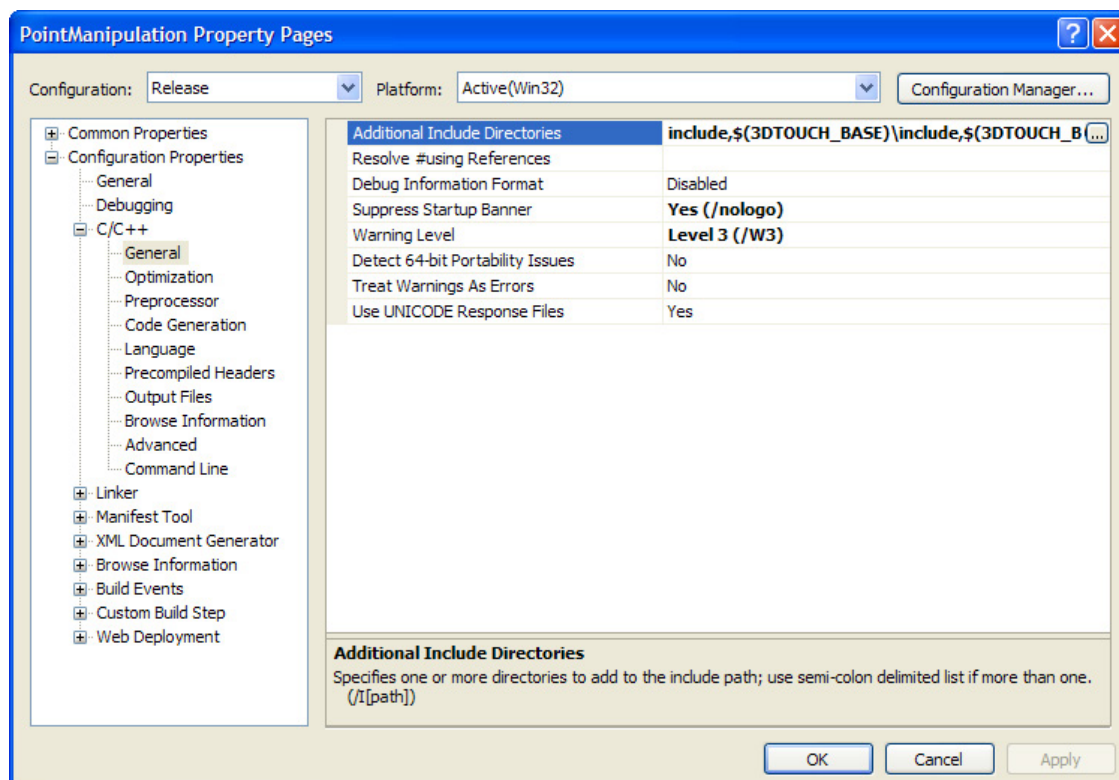 PointManipulation Property Pages
Configuration: Release Platform: Active(Win32) Configuration Manager...
Common Properties
Configuration Properties
General
Debugging
C/C++
General
Optimization
Preprocessor
Code Generation
Language
Precompiled Headers
Output Files
Browse Information
Advanced
Command Line
Linker
Manifest Tool
XML Document Generator
Browse Information
Build Events
Custom Build Step
Web Deployment
Additional Include Directories include,$(3DTOUCH_BASE)\include,$(3DTOUCH_B ...
Resolve #using References
Debug Information Format Disabled
Suppress Startup Banner Yes (/nologo)
Warning Level Level 3 (/W3)
Detect 64-bit Portability Issues No
Treat Warnings As Errors No
Use UNICODE Response Files Yes
Additional Include Directories
Specifies one or more directories to add to the include path; use semi-colon delimited list if more than one.
(/I[path])
OK Cancel Apply